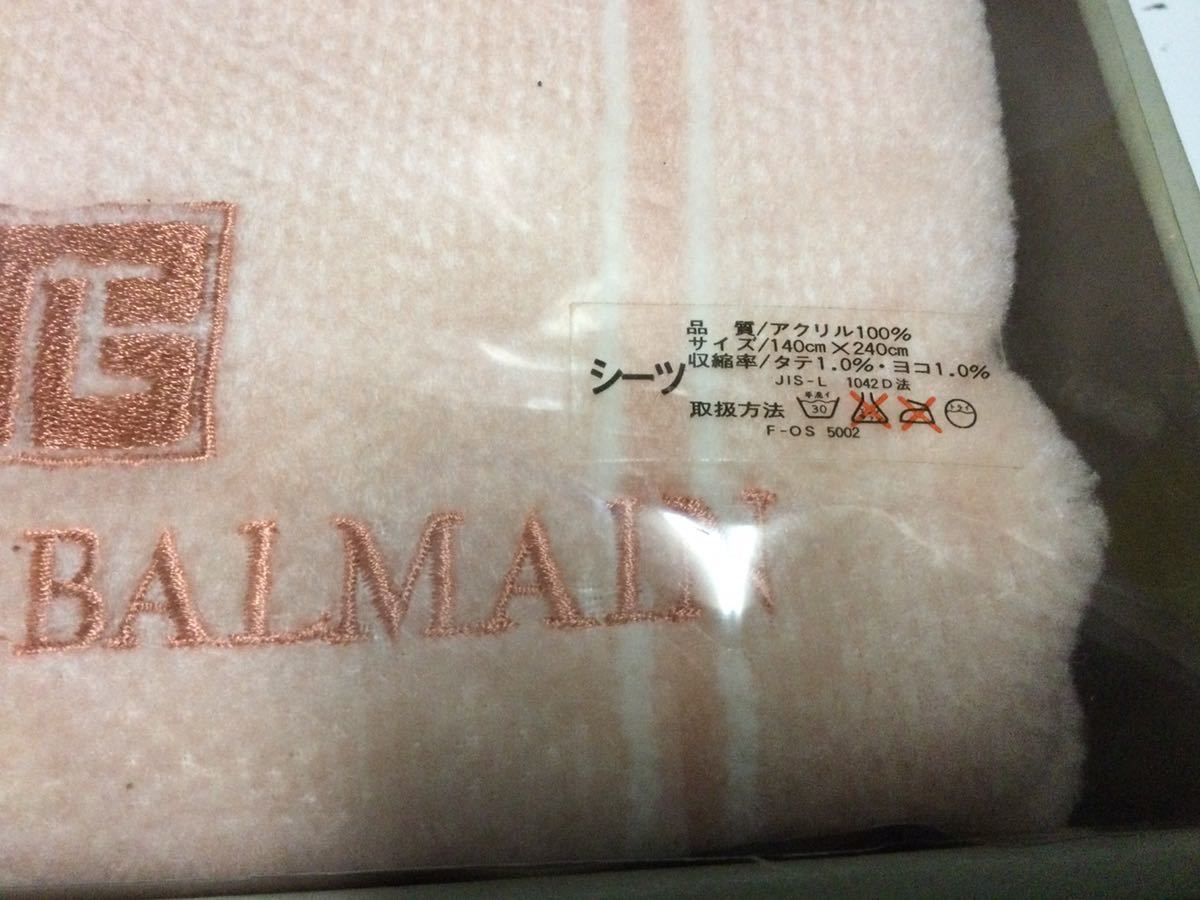 シーツ
品 質/アクリル100%
サイズ/140cm×240cm
収縮率/タテ1.0%・ヨコ1.0%
JIS-L 1042D法
取扱方法 30
F-OS 5002
BALMAIN